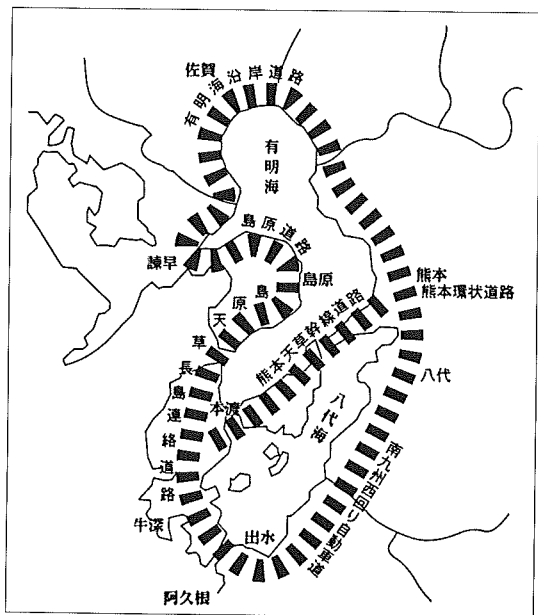 佐賀
有明海沿岸道路
有明海
島原道路
諫早
島原
熊本
熊本環状道路
島原天草長島連絡道路
熊本天草幹線道路
八代
本渡
八代海
南九州西回り自動車道
牛深
出水
阿久根